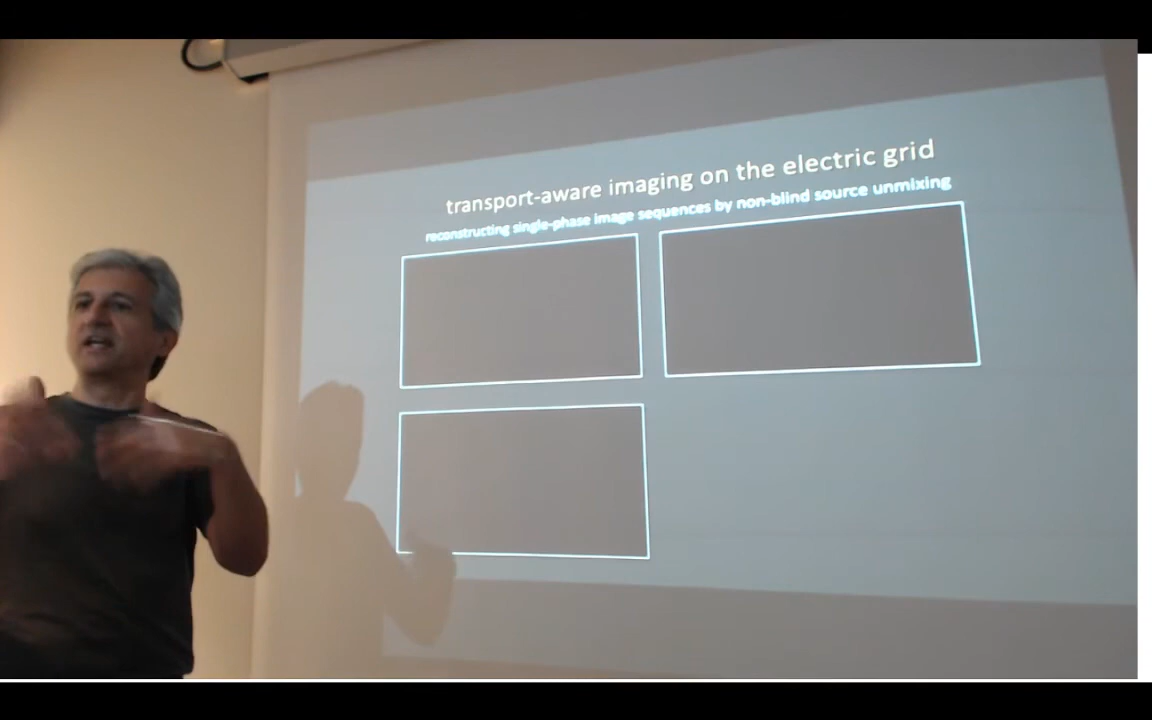 transport-aware imaging on the electric grid
reconstructing single-phase image sequences by non-blind source unmixing